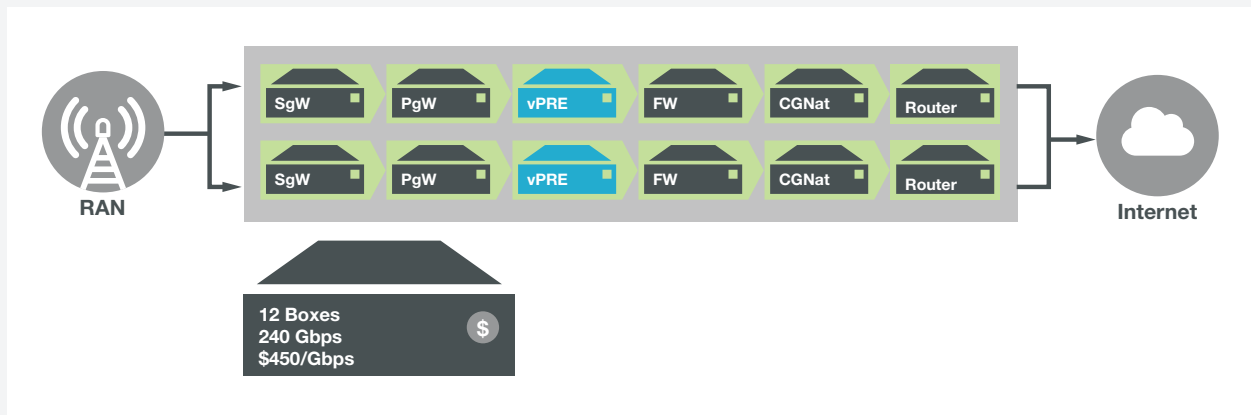 SgW
PgW
vPRE
FW
CGNat
Router
SgW
PgW
vPRE
FW
CGNat
Router
RAN
Internet
12 Boxes
240 Gbps
$450/Gbps
$